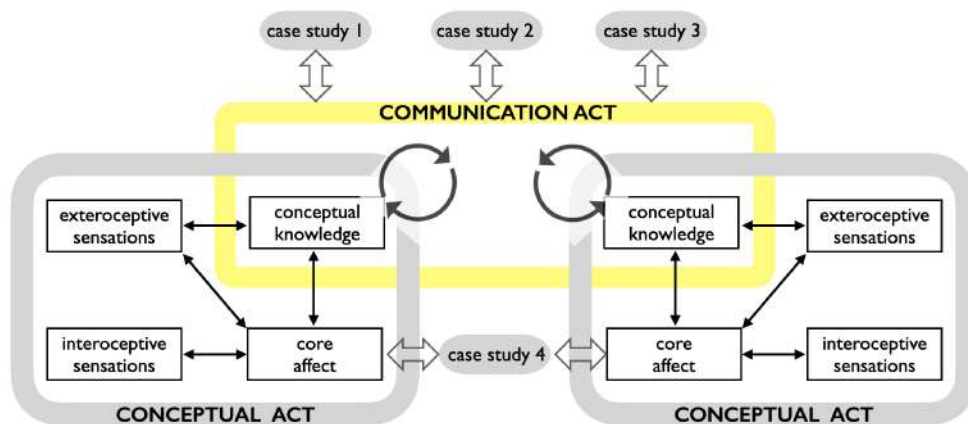 case study 1
case study 2
case study 3
COMMUNICATION ACT
exteroceptive
sensations
conceptual
knowledge
conceptual
knowledge
exteroceptive
sensations
interoceptive
sensations
core
affect
case study 4
core
affect
interoceptive
sensations
CONCEPTUAL ACT
CONCEPTUAL ACT